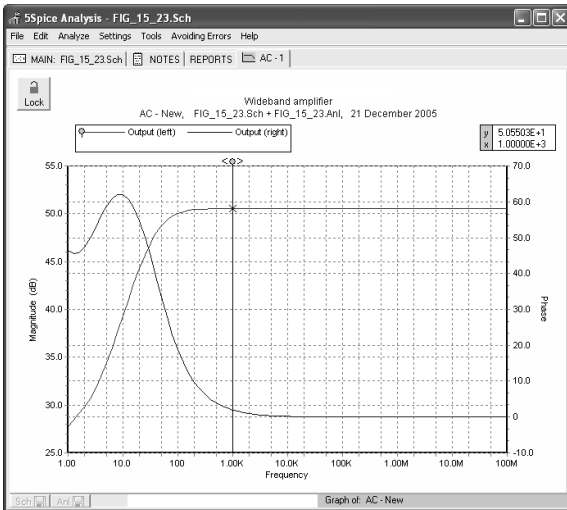 5Spice Analysis - FIG_15_23.Sch
File Edit Analyze Settings Tools Avoiding Errors Help
MAIN: FIG_15_23.Sch NOTES REPORTS AC - 1
Lock
Wideband amplifier
AC - New, FIG_15_23.Sch + FIG_15_23.Anl, 21 December 2005
Output (left) Output (right)
y 5.05503E+1
x 1.00000E+3
<O>
55.0 70.0
60.0
50.0
50.0
45.0
40.0
40.0 30.0
20.0
35.0
10.0
30.0
0
25.0 -10.0
Magnitude (dB)
Phase
1.00 10.0 100 1.00K 10.0K 100K 1.00M 10.0M 100M
Frequency
Sch Anl Graph of: AC - New